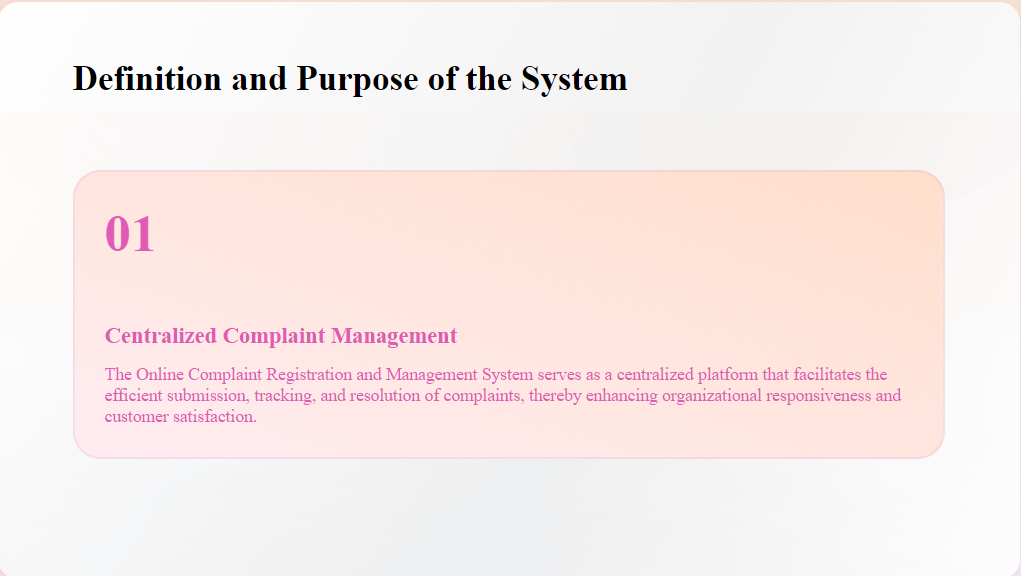 Definition and Purpose of the System
01
Centralized Complaint Management
The Online Complaint Registration and Management System serves as a centralized platform that facilitates the
efficient submission, tracking, and resolution of complaints, thereby enhancing organizational responsiveness and
customer satisfaction.